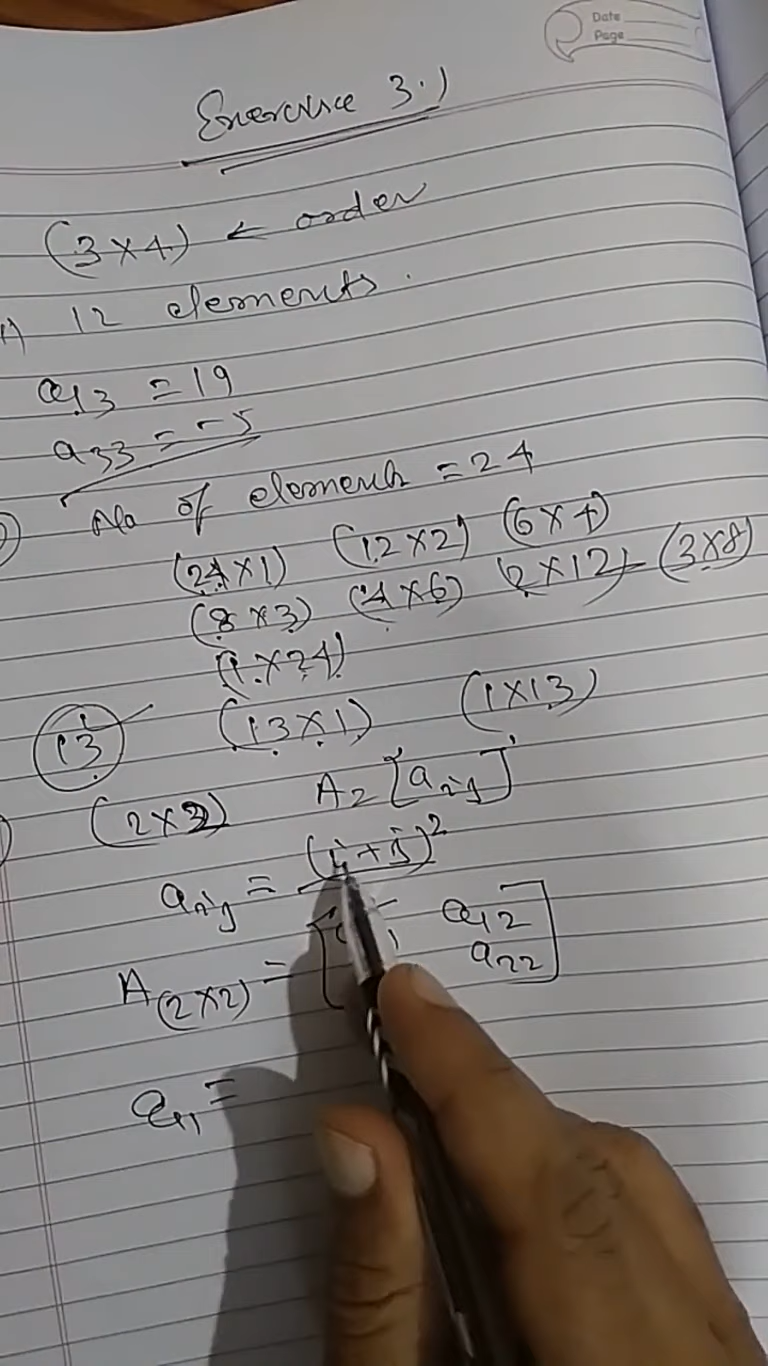 Date
Page
Exercise 3.1
(3×4) ← order
12 elements.
a13 = 19
a33 = -5
No of elements = 24
(24×1) (12×2) (6×4)
(8×3) (4×6) (2×12) (3×8)
(1×24)
13 (13×1) (1×13)
(2×2) A = [aij]
aij = (i+j)²
A(2×2) = [ a12
a22 ]
a11 =